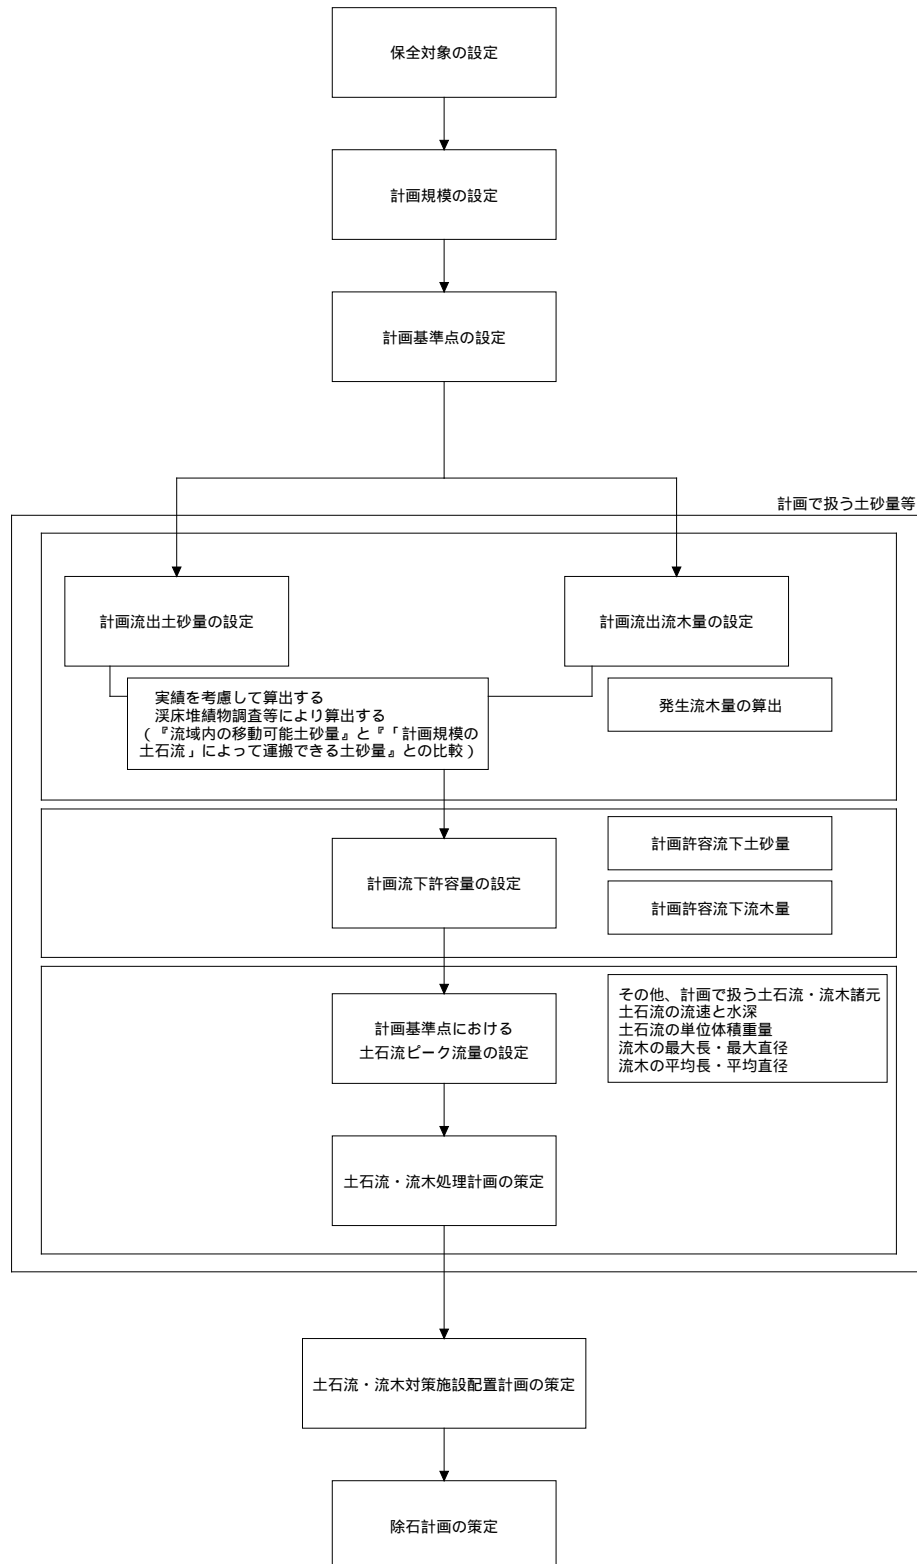 保全対象の設定
計画規模の設定
計画基準点の設定
計画で扱う土砂量等
計画流出土砂量の設定
計画流出流木量の設定
実績を考慮して算出する
渓床堆績物調査等により算出する
(『流域内の移動可能土砂量』と『「計画規模の
土石流」によって運搬できる土砂量』との比較)
発生流木量の算出
計画流下許容量の設定
計画許容流下土砂量
計画許容流下流木量
計画基準点における
土石流ピーク流量の設定
その他、計画で扱う土石流・流木諸元
土石流の流速と水深
土石流の単位体積重量
流木の最大長・最大直径
流木の平均長・平均直径
土石流・流木処理計画の策定
土石流・流木対策施設配置計画の策定
除石計画の策定